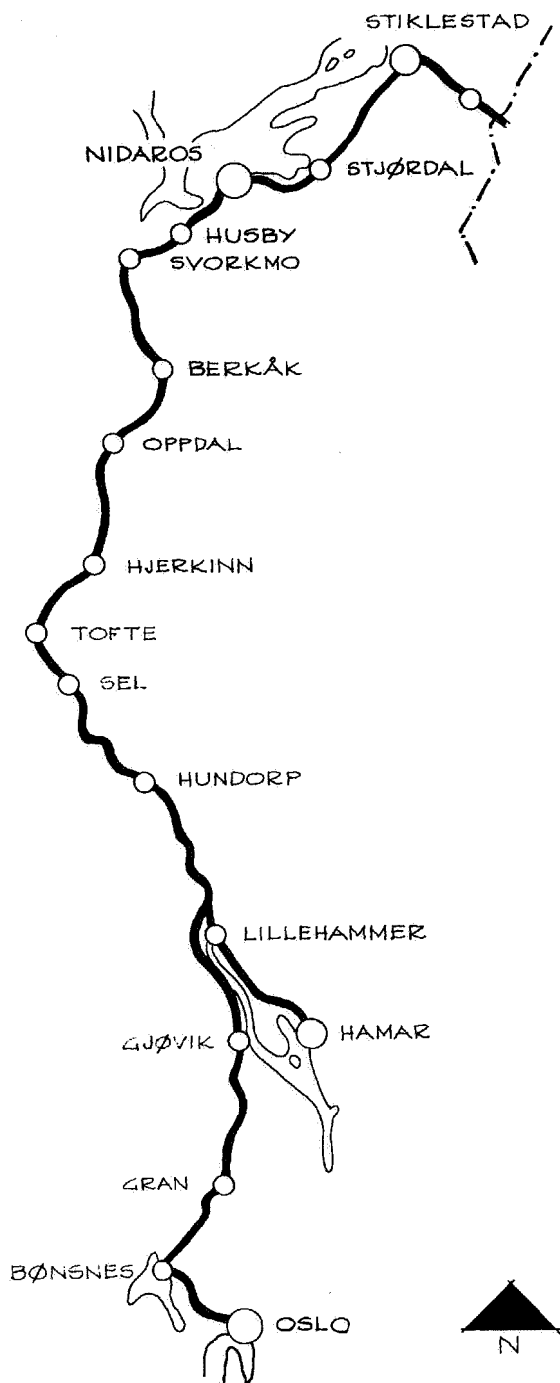 STIKLESTAD
NIDAROS
STJØRDAL
HUSBY
SVORKMO
BERKÅK
OPPDAL
HJERKINN
TOFTE
SEL
HUNDORP
LILLEHAMMER
GJØVIK
HAMAR
GRAN
BØNSNES
OSLO
N